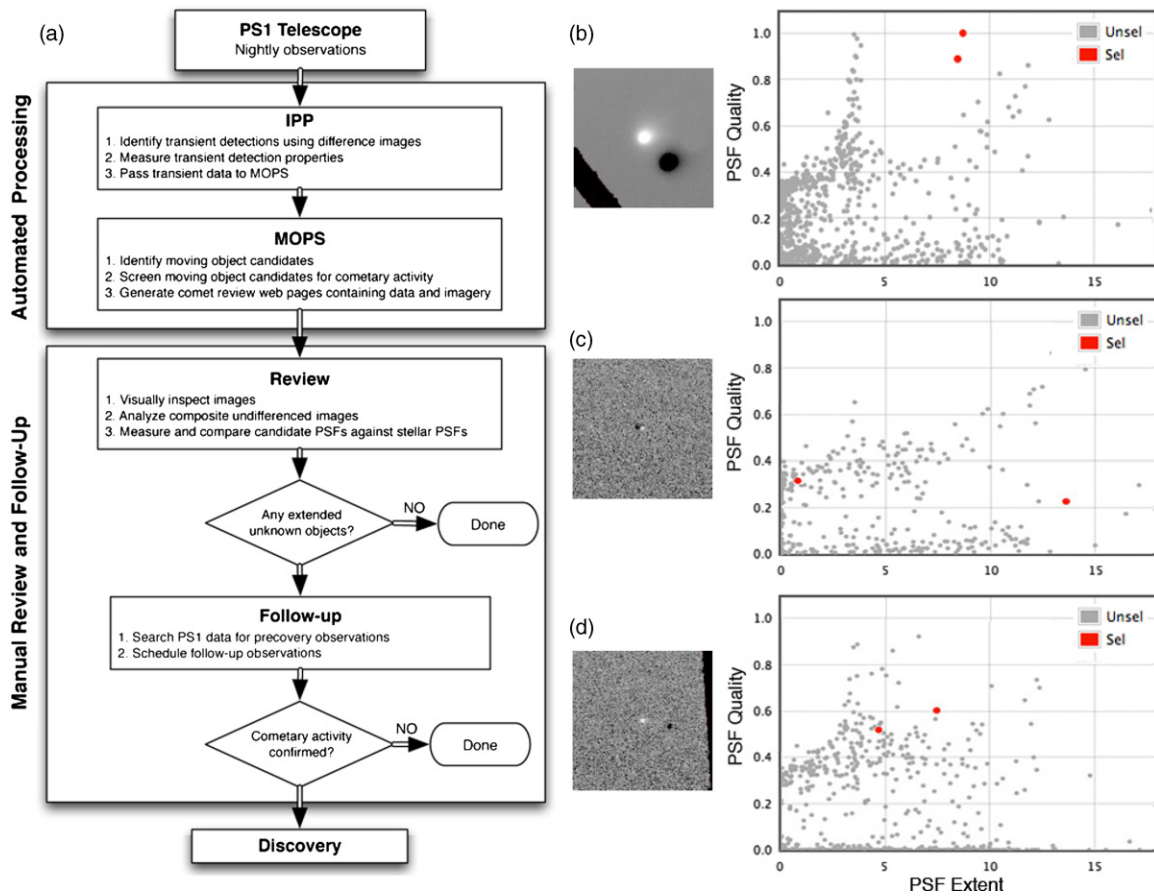 (a)
PS1 Telescope
Nightly observations
Automated Processing
IPP
1. Identify transient detections using difference images
2. Measure transient detection properties
3. Pass transient data to MOPS
MOPS
1. Identify moving object candidates
2. Screen moving object candidates for cometary activity
3. Generate comet review web pages containing data and imagery
Manual Review and Follow-Up
Review
1. Visually inspect images
2. Analyze composite undifferenced images
3. Measure and compare candidate PSFs against stellar PSFs
Any extended
unknown objects?
NO
Done
Follow-up
1. Search PS1 data for precovery observations
2. Schedule follow-up observations
Cometary activity
confirmed?
NO
Done
Discovery
(b)
PSF Quality
1.0
0.8
0.6
0.4
0.2
0.0
0
5
10
15
Unsel
Sel
(c)
PSF Quality
1.0
0.8
0.6
0.4
0.2
0.0
0
5
10
15
Unsel
Sel
(d)
PSF Quality
1.0
0.8
0.6
0.4
0.2
0.0
0
5
10
15
Unsel
Sel
PSF Extent